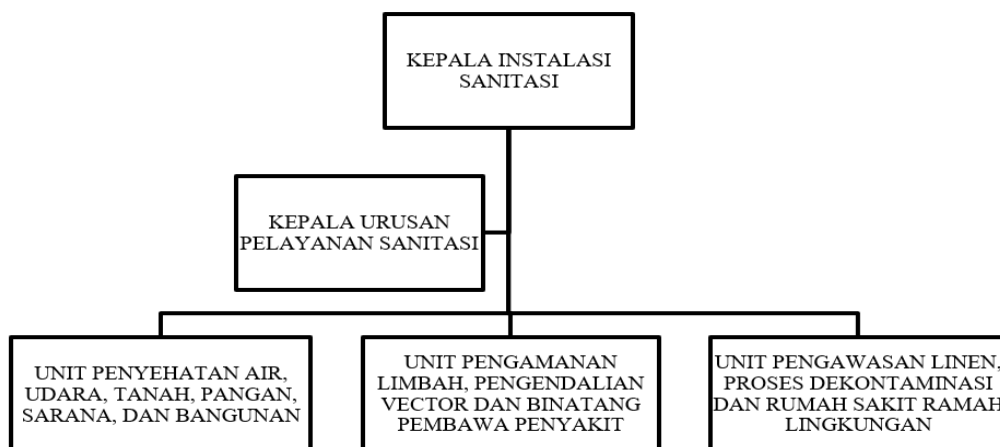 KEPALA INSTALASI
SANITASI
KEPALA URUSAN
PELAYANAN SANITASI
UNIT PENYEHATAN AIR,
UDARA, TANAH, PANGAN,
SARANA, DAN BANGUNAN
UNIT PENGAMANAN
LIMBAH, PENGENDALIAN
VECTOR DAN BINATANG
PEMBAWA PENYAKIT
UNIT PENGAWASAN LINEN,
PROSES DEKONTAMINASI
DAN RUMAH SAKIT RAMAH
LINGKUNGAN